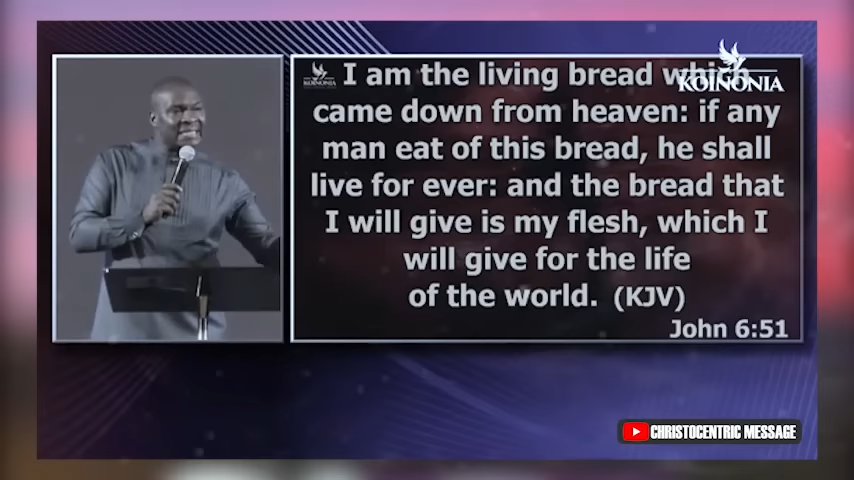 KOINONIA
KOINONIA
I am the living bread which
came down from heaven: if any
man eat of this bread, he shall
live for ever: and the bread that
I will give is my flesh, which I
will give for the life
of the world. (KJV)
John 6:51
CHRISTOCENTRIC MESSAGE